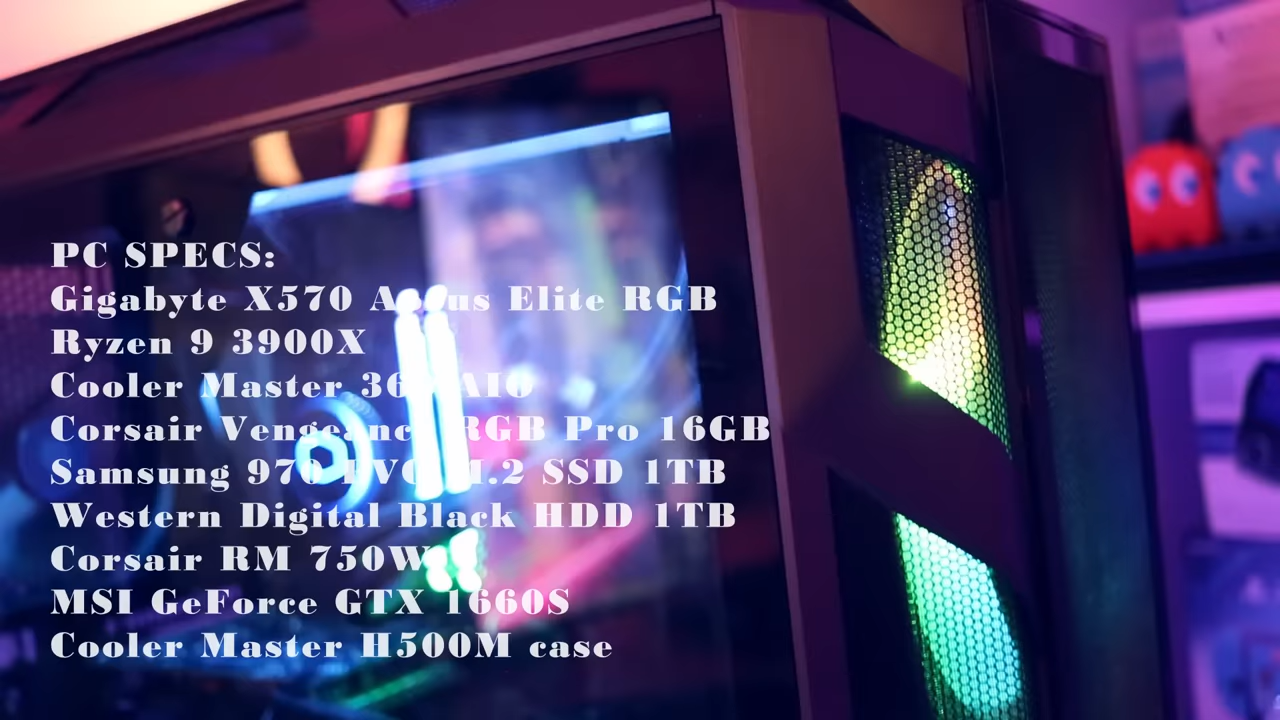 PC SPECS:
Gigabyte X570 Elite RGB
Ryzen 9 3900X
Cooler Master AIO
Corsair Vengeance RGB Pro 16GB
Samsung 970 M.2 SSD 1TB
Western Digital Black HDD 1TB
Corsair RM 750W
MSI GeForce GTX 1660S
Cooler Master H500M case